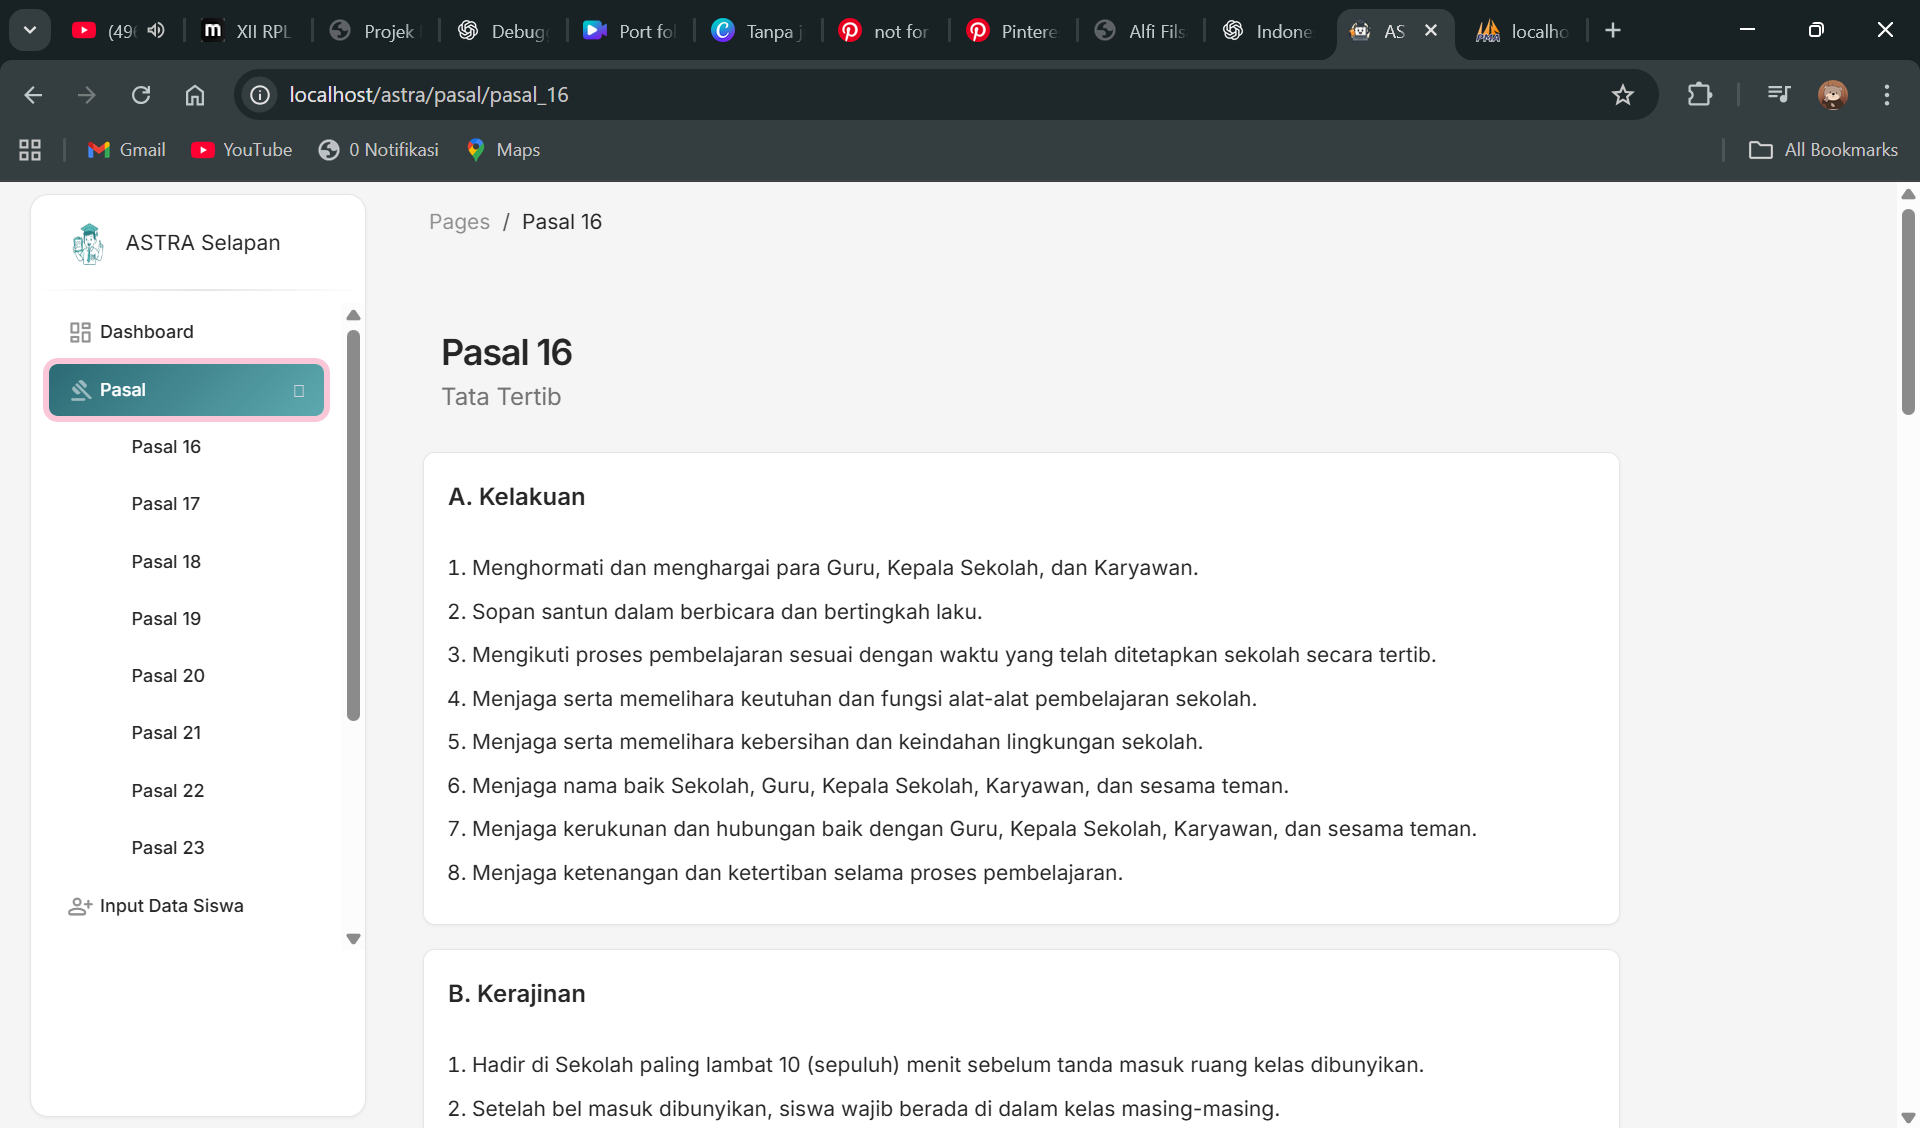 (49
XII RPL
Projek
Debug
Port fol
Tanpa j
not for
Pintere
Alfi Fils
Indone
AS
localho
localhost/astra/pasal/pasal_16
Gmail
YouTube
0 Notifikasi
Maps
All Bookmarks
ASTRA Selapan
Dashboard
Pasal
Pasal 16
Pasal 17
Pasal 18
Pasal 19
Pasal 20
Pasal 21
Pasal 22
Pasal 23
Input Data Siswa
Pages / Pasal 16
Pasal 16
Tata Tertib
A. Kelakuan
1. Menghormati dan menghargai para Guru, Kepala Sekolah, dan Karyawan.
2. Sopan santun dalam berbicara dan bertingkah laku.
3. Mengikuti proses pembelajaran sesuai dengan waktu yang telah ditetapkan sekolah secara tertib.
4. Menjaga serta memelihara keutuhan dan fungsi alat-alat pembelajaran sekolah.
5. Menjaga serta memelihara kebersihan dan keindahan lingkungan sekolah.
6. Menjaga nama baik Sekolah, Guru, Kepala Sekolah, Karyawan, dan sesama teman.
7. Menjaga kerukunan dan hubungan baik dengan Guru, Kepala Sekolah, Karyawan, dan sesama teman.
8. Menjaga ketenangan dan ketertiban selama proses pembelajaran.
B. Kerajinan
1. Hadir di Sekolah paling lambat 10 (sepuluh) menit sebelum tanda masuk ruang kelas dibunyikan.
2. Setelah bel masuk dibunyikan, siswa wajib berada di dalam kelas masing-masing.